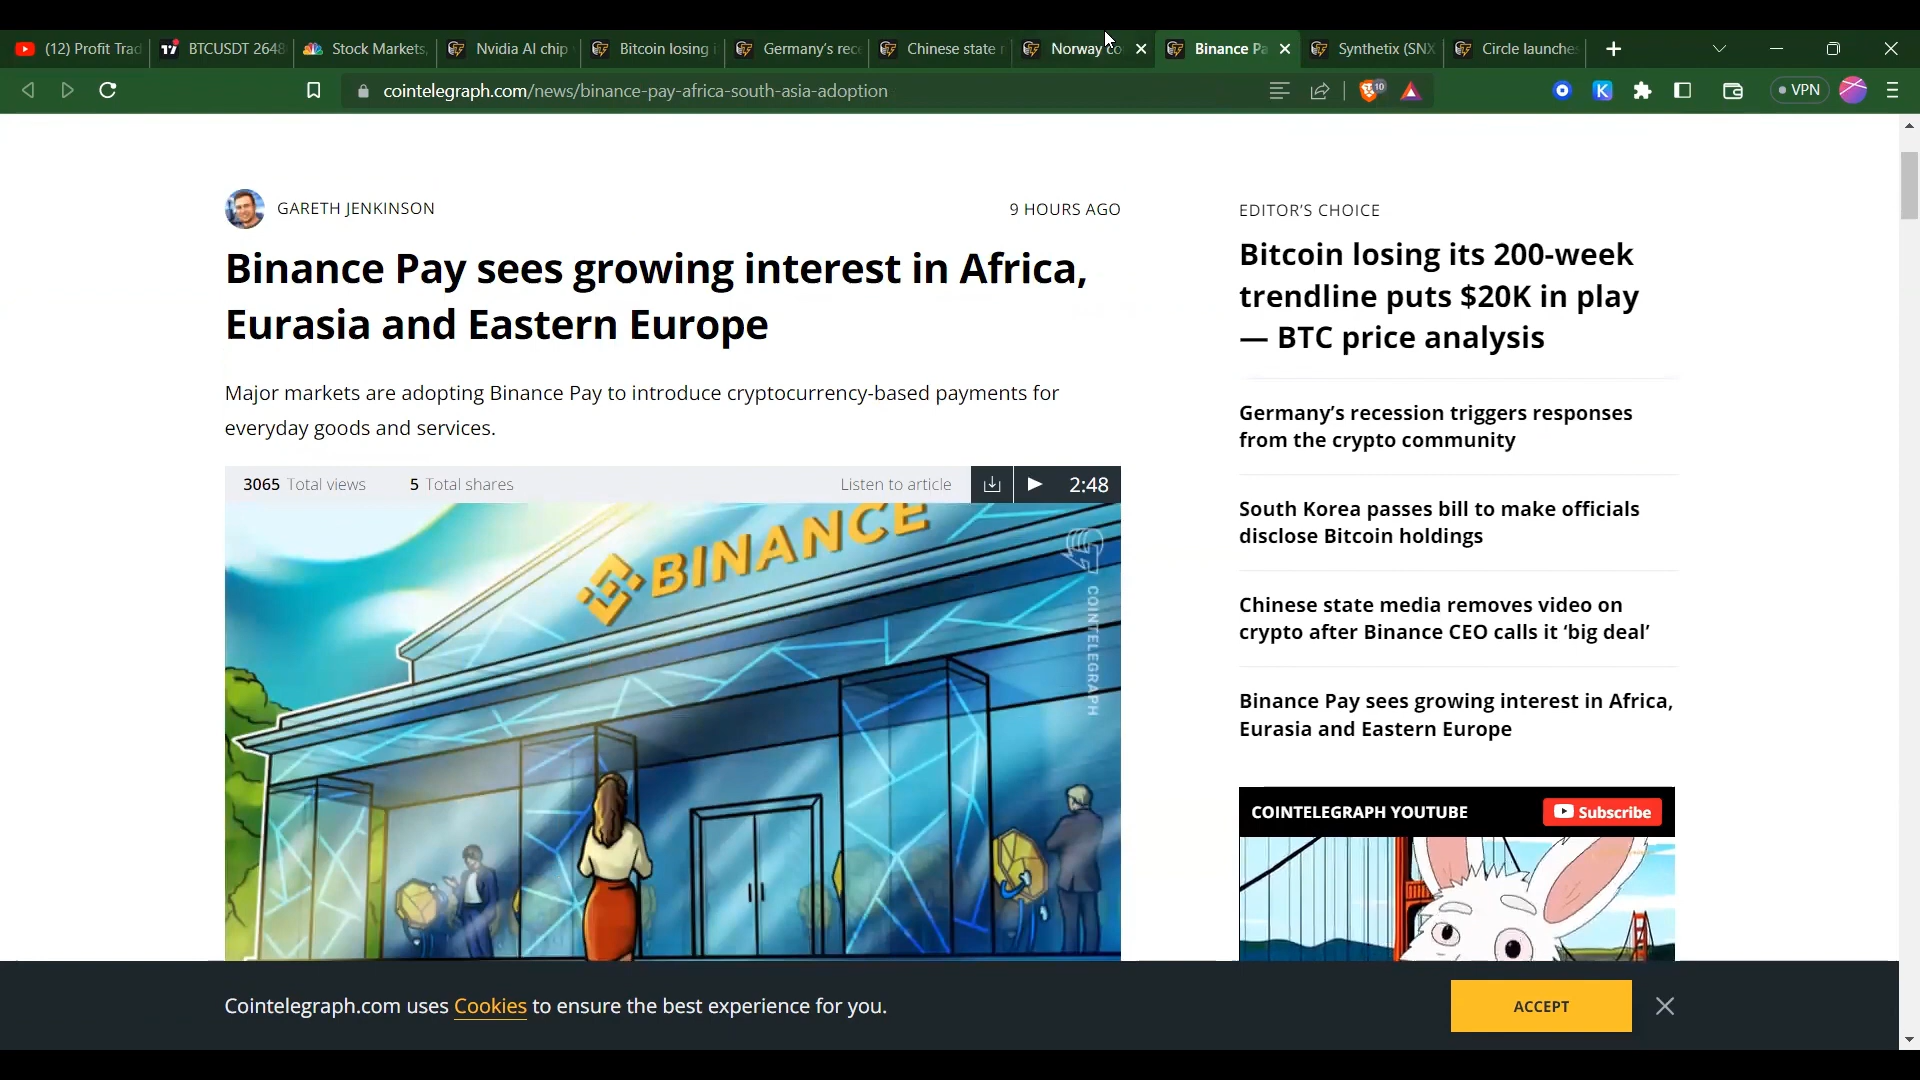 (12) Profit Trad
BTCUSDT 2648
Stock Markets,
Nvidia AI chip
Bitcoin losing i
Germany's rec
Chinese state
Norway co
Binance Pa
Synthetix (SNX
Circle launche
cointelegraph.com/news/binance-pay-africa-south-asia-adoption
10
K
VPN
GARETH JENKINSON
9 HOURS AGO
Binance Pay sees growing interest in Africa,
Eurasia and Eastern Europe
Major markets are adopting Binance Pay to introduce cryptocurrency-based payments for
everyday goods and services.
3065 Total views
5 Total shares
Listen to article
2:48
BINANCE
COINTELEGRAPH
EDITOR'S CHOICE
Bitcoin losing its 200-week
trendline puts $20K in play
— BTC price analysis
Germany's recession triggers responses
from the crypto community
South Korea passes bill to make officials
disclose Bitcoin holdings
Chinese state media removes video on
crypto after Binance CEO calls it 'big deal'
Binance Pay sees growing interest in Africa,
Eurasia and Eastern Europe
COINTELEGRAPH YOUTUBE
Subscribe
Cointelegraph.com uses Cookies to ensure the best experience for you.
ACCEPT